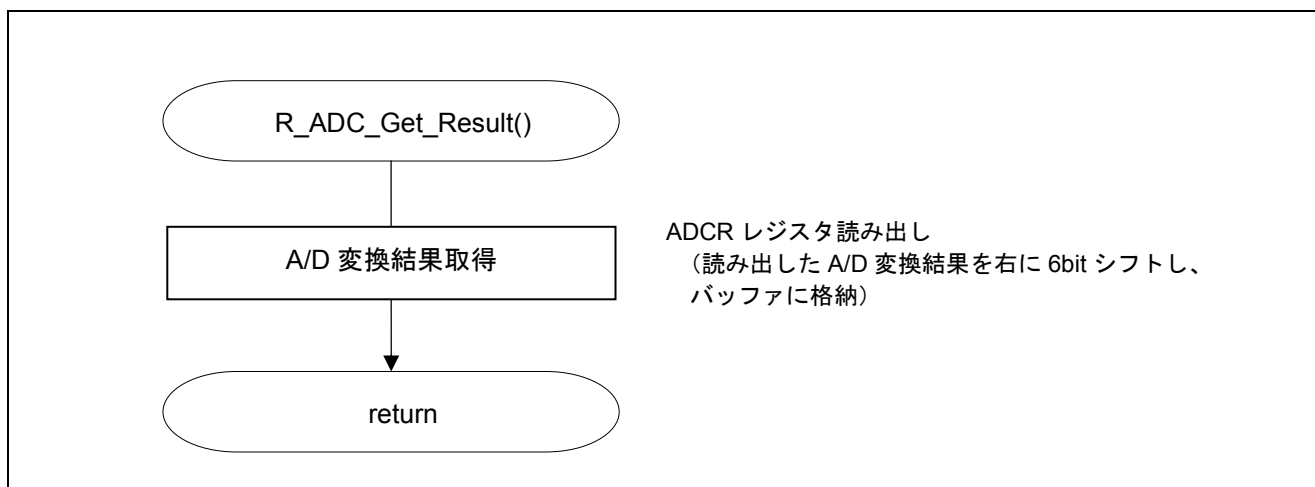 R_ADC_Get_Result()
A/D 変換結果取得
ADCR レジスタ読み出し
（読み出した A/D 変換結果を右に 6bit シフトし、
バッファに格納）
return